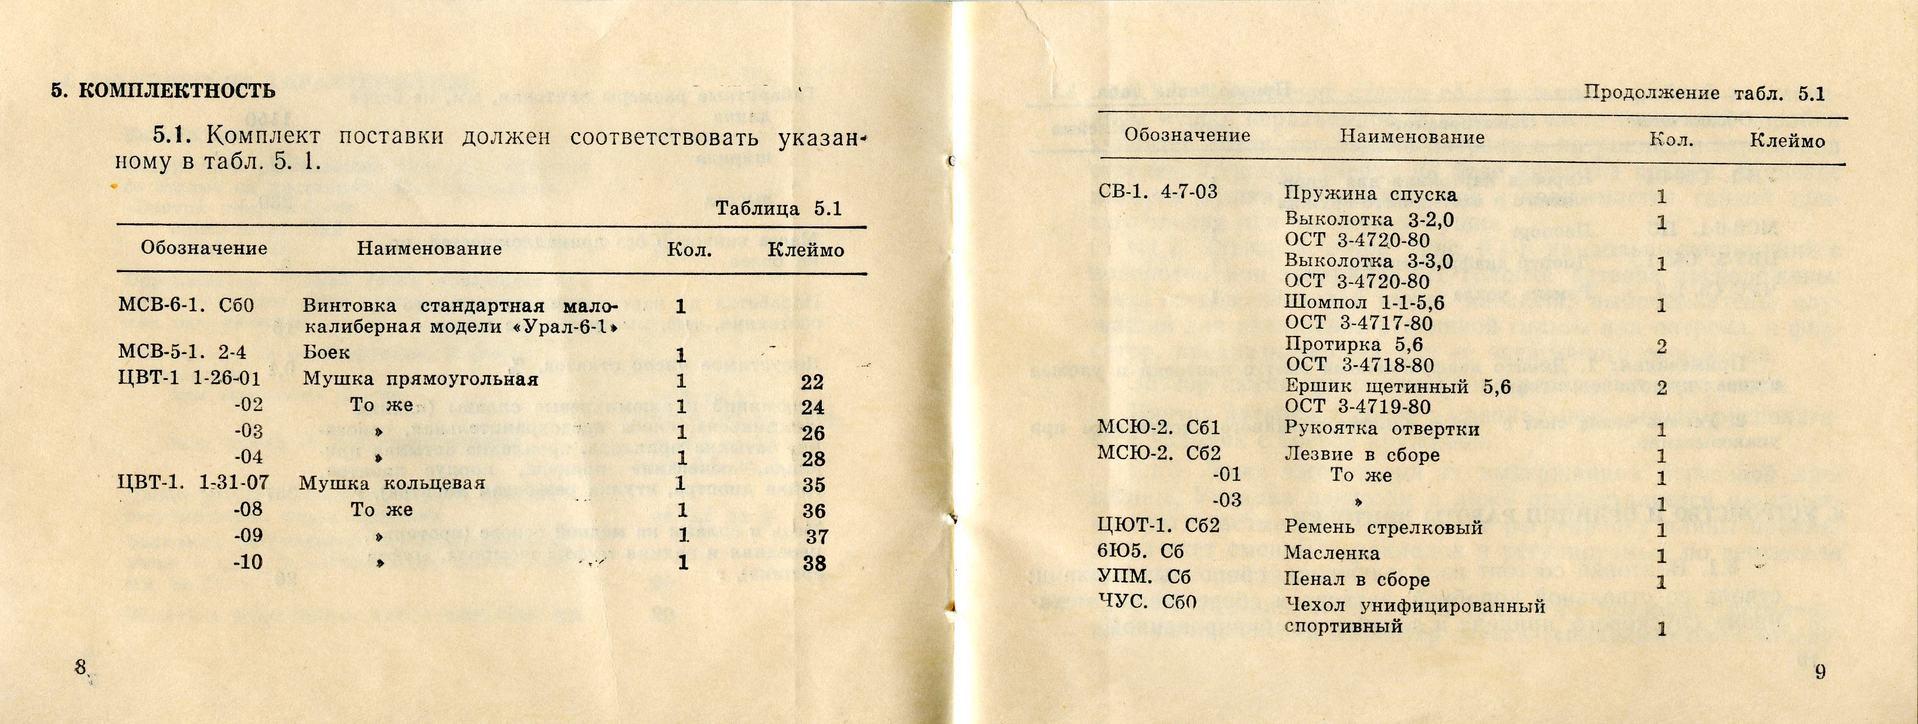 5. КОМПЛЕКТНОСТЬ
5.1. Комплект поставки должен соответствовать указан-
ному в табл. 5. 1.
Таблица 5.1
Обозначение Наименование Кол. Клеймо
МСВ-6-1. Сб0 Винтовка стандартная мало- 1
калиберная модели «Урал-6-1»
МСВ-5-1. 2-4 Боек 1
ЦВТ-1 1-26-01 Мушка прямоугольная 1 22
-02 То же 1 24
-03 » 1 26
-04 » 1 28
ЦВТ-1. 1-31-07 Мушка кольцевая 1 35
-08 То же 1 36
-09 » 1 37
-10 » 1 38
8
Продолжение табл. 5.1
Обозначение Наименование Кол. Клеймо
СВ-1. 4-7-03 Пружина спуска 1
Выколотка 3-2,0 1
ОСТ 3-4720-80
Выколотка 3-3,0 1
ОСТ 3-4720-80
Шомпол 1-1-5,6 1
ОСТ 3-4717-80
Протирка 5,6 2
ОСТ 3-4718-80
Ершик щетинный 5,6 2
ОСТ 3-4719-80
МСЮ-2. Сб1 Рукоятка отвертки 1
МСЮ-2. Сб2 Лезвие в сборе 1
-01 То же 1
-03 » 1
ЦЮТ-1. Сб2 Ремень стрелковый 1
6Ю5. Сб Масленка 1
УПМ. Сб Пенал в сборе 1
ЧУС. Сб0 Чехол унифицированный
спортивный 1
9